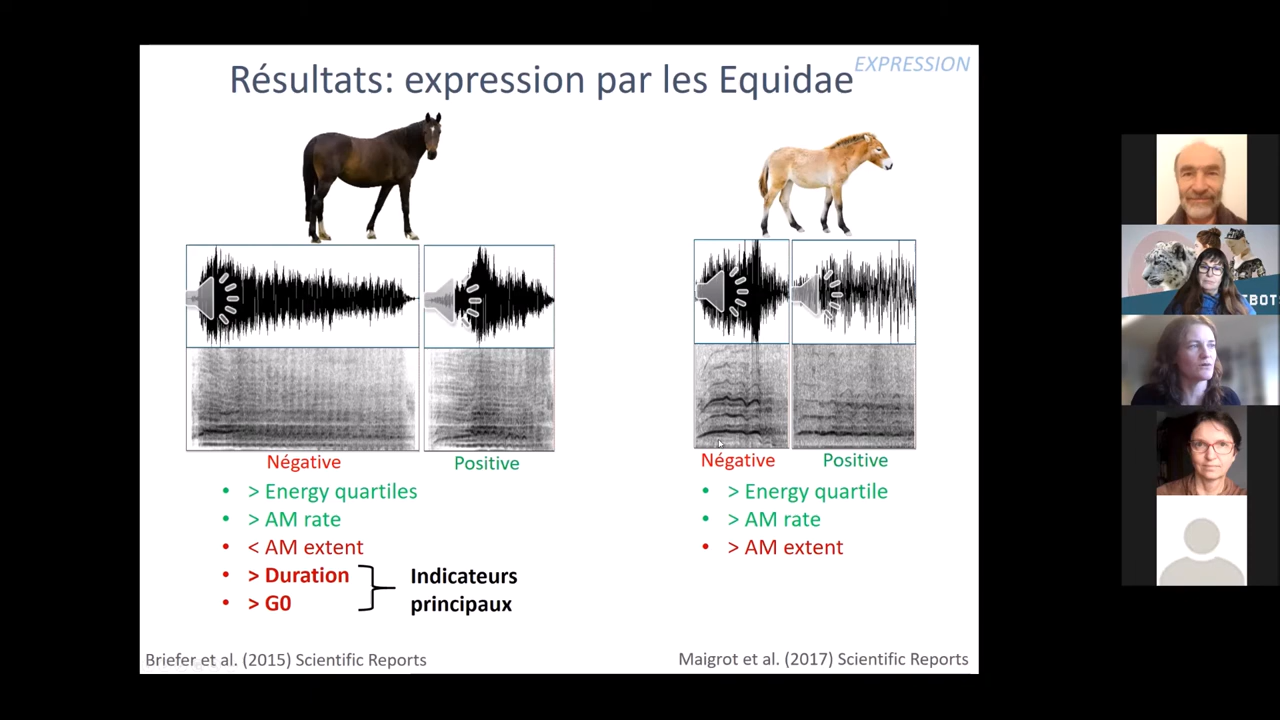 EXPRESSION
Résultats: expression par les Equidae
Négative
Positive
• > Energy quartiles
• > AM rate
• < AM extent
• > Duration
• > G0
Indicateurs
principaux
Briefer et al. (2015) Scientific Reports
Négative
Positive
• > Energy quartile
• > AM rate
• > AM extent
Maigrot et al. (2017) Scientific Reports